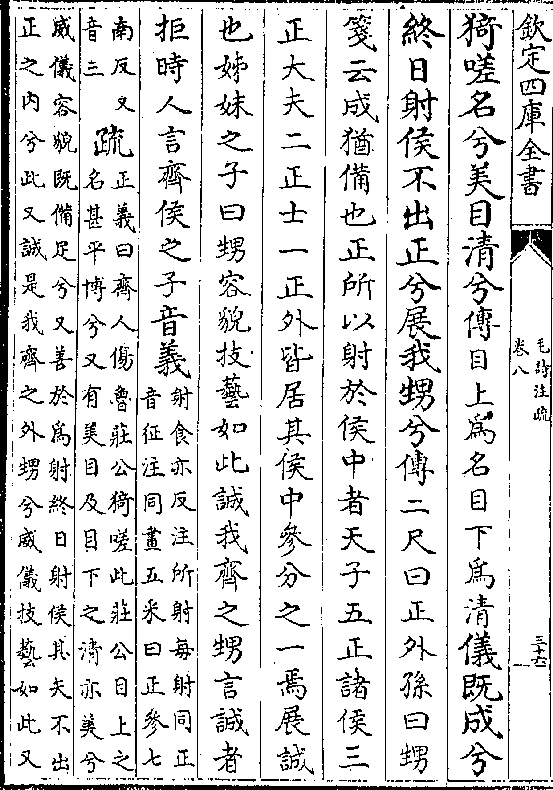 欽定四庫全書
毛詩注疏
卷八
三十六
猗嗟名兮美目清兮傳目上爲名目下爲清儀既成兮
終日射侯不出正兮展我甥兮傳二尺曰正外孫曰甥
箋云成猶備也正所以射於侯中者天子五正諸侯三
正大夫二正士一正外皆居其侯中參分之一焉展誠
也姊妹之子曰甥容貌技藝如此誠我齊之甥言誠者
拒時人言齊侯之子音義射食亦反注所射每射同正
音征注同畫五采曰正參七
南反又
音三
疏正義曰齊人傷魯莊公猗嗟此莊公目上之
名甚平博兮又有美目及目下之清亦美兮
威儀容貌既備足兮又善於爲射終日射侯其矢不出
正之内兮此又誠是我齊之外甥兮威儀技藝如此又